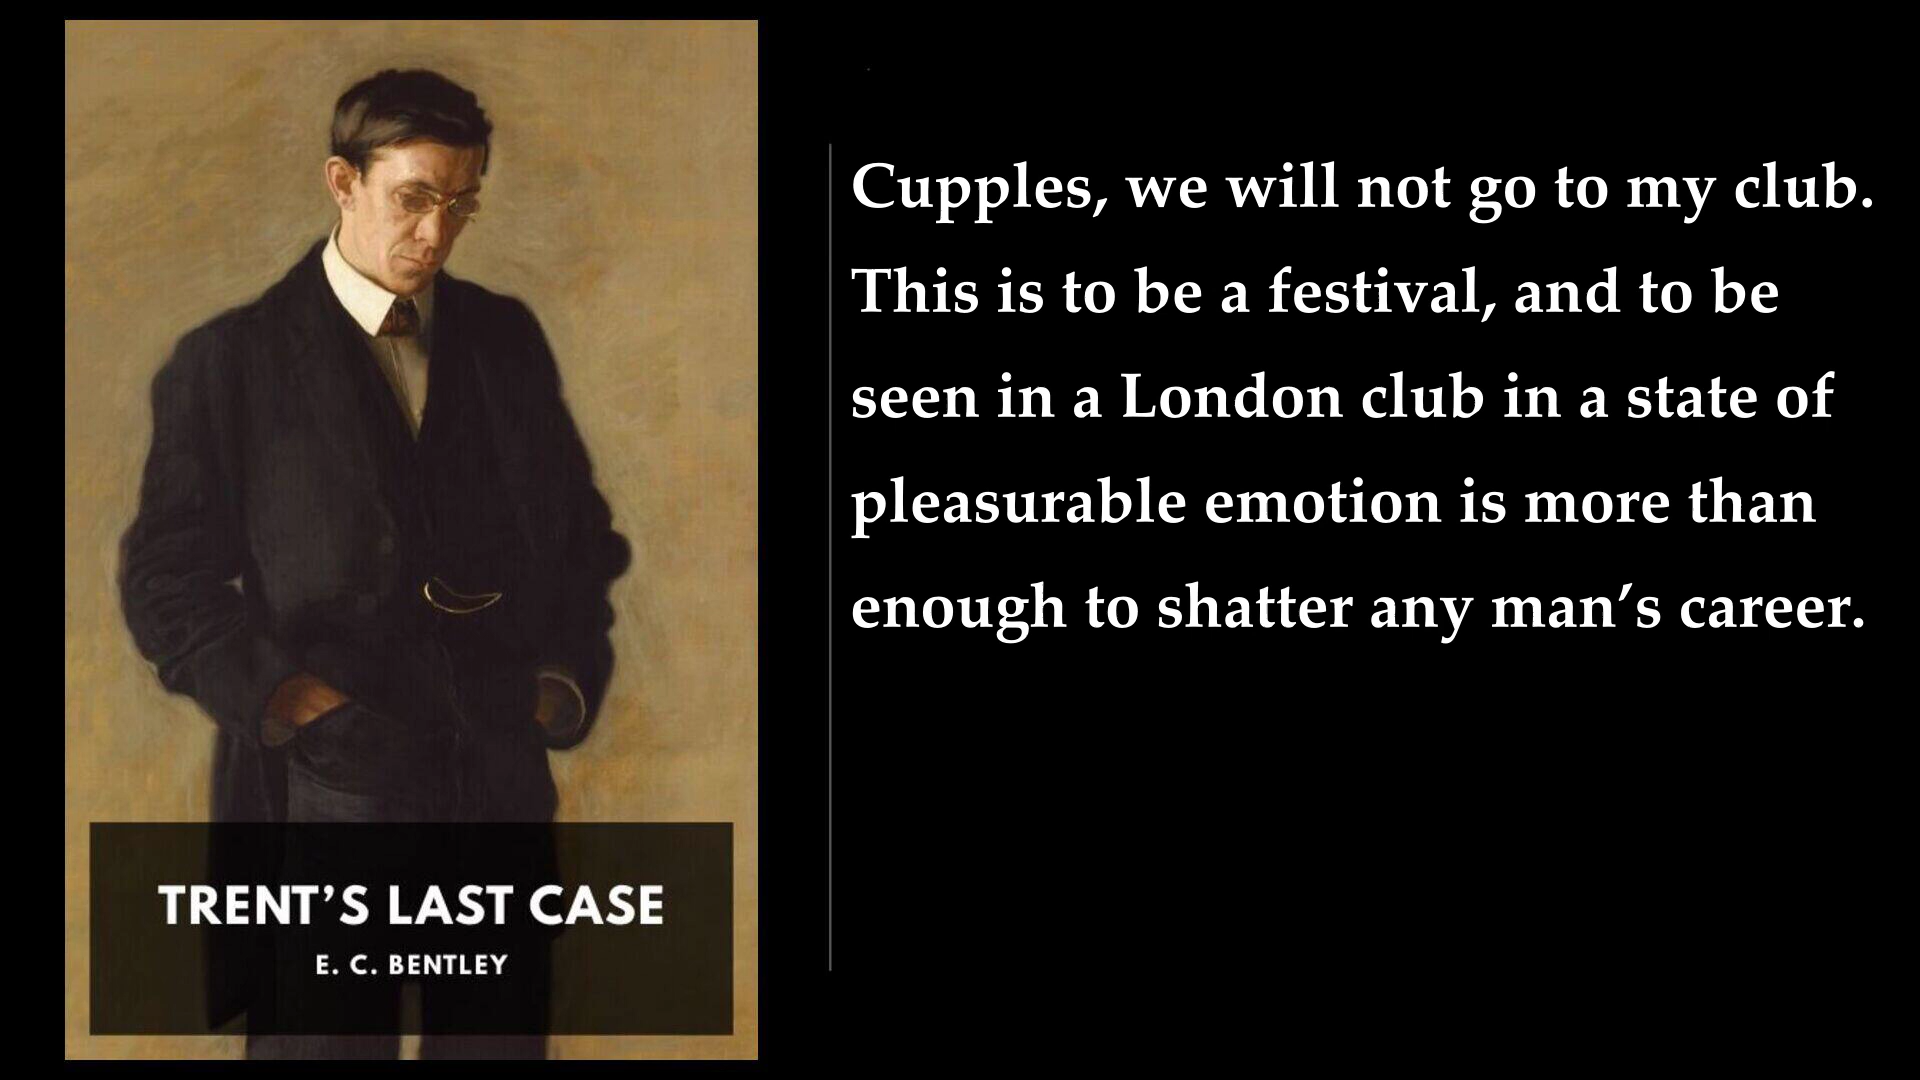 Cupples, we will not go to my club.
This is to be a festival, and to be
seen in a London club in a state of
pleasurable emotion is more than
enough to shatter any man’s career.
TRENT’S LAST CASE
E. C. BENTLEY